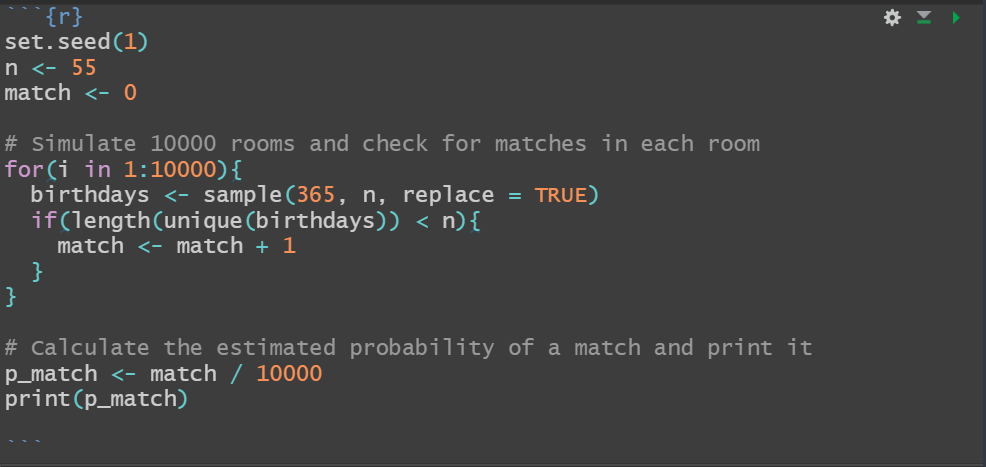 ```{r}
set.seed(1)
n <- 55
match <- 0

# Simulate 10000 rooms and check for matches in each room
for(i in 1:10000){
  birthdays <- sample(365, n, replace = TRUE)
  if(length(unique(birthdays)) < n){
    match <- match + 1
  }
}

# Calculate the estimated probability of a match and print it
p_match <- match / 10000
print(p_match)

```